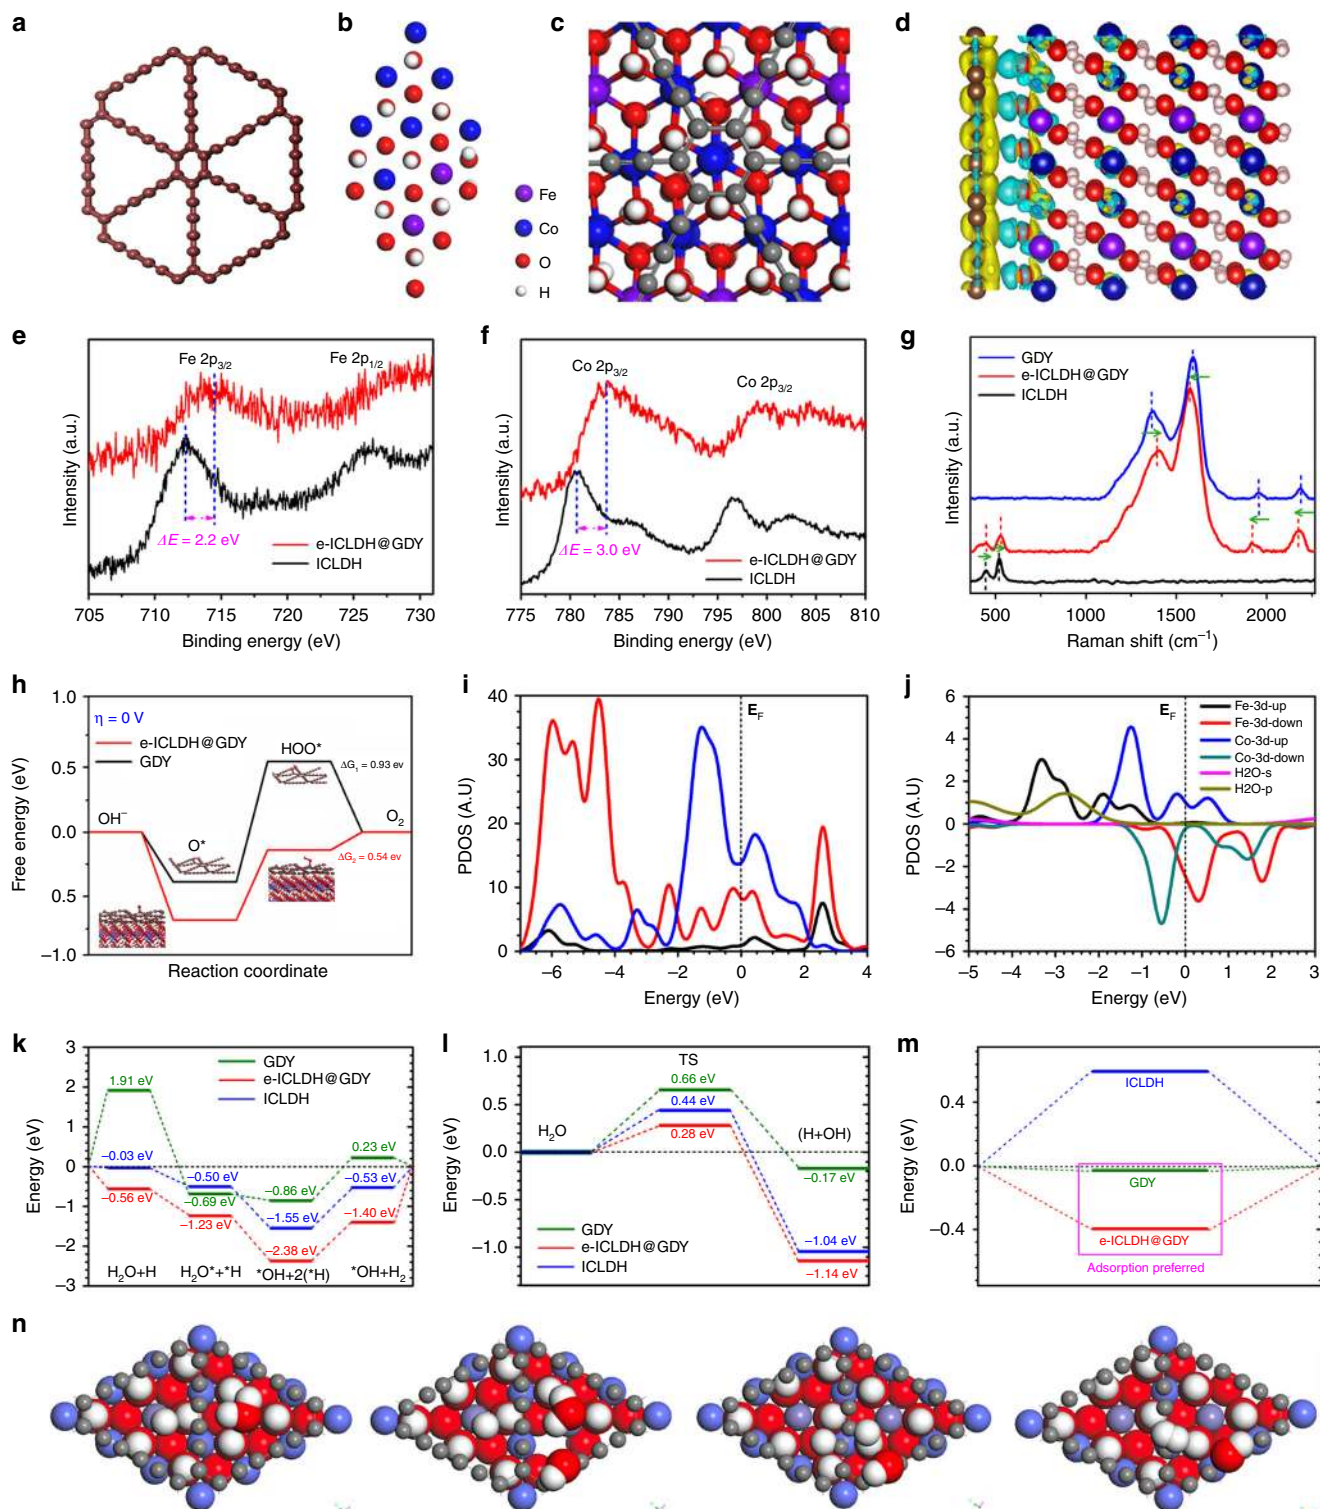 a
b
c
d
Fe
Co
O
H
e
Fe 2p3/2
Fe 2p1/2
ΔE = 2.2 eV
e-ICLDH@GDY
ICLDH
Intensity (a.u.)
705 710 715 720 725 730
Binding energy (eV)
f
Co 2p3/2
Co 2p3/2
ΔE = 3.0 eV
e-ICLDH@GDY
ICLDH
Intensity (a.u.)
775 780 785 790 795 800 805 810
Binding energy (eV)
g
GDY
e-ICLDH@GDY
ICLDH
Intensity (a.u.)
500 1000 1500 2000
Raman shift (cm−1)
h
1.0
0.5
0.0
0.5
−1.0
Free energy (eV)
η = 0 V
e-ICLDH@GDY
GDY
HOO*
ΔG1 = 0.93 ev
OH−
O*
O2
ΔG2 = 0.54 ev
Reaction coordinate
i
40
30
20
10
0
PDOS (A.U)
EF
−6 −4 −2 0 2 4
Energy (eV)
j
6
4
2
0
−2
−4
−6
PDOS (A.U)
EF
Fe-3d-up
Fe-3d-down
Co-3d-up
Co-3d-down
H2O-s
H2O-p
−5 −4 −3 −2 −1 0 1 2 3
Energy (eV)
k
3
2
1
0
−1
−2
−3
Energy (eV)
GDY
e-ICLDH@GDY
ICLDH
1.91 eV
0.23 eV
−0.03 eV
−0.50 eV
−0.53 eV
−0.56 eV
−0.69 eV
−0.86 eV
−1.23 eV
−1.55 eV
−1.40 eV
−2.38 eV
H2O+H
H2O*+*H
*OH+2(*H)
*OH+H2
l
1.0
0.5
0.0
−0.5
−1.0
Energy (eV)
TS
0.66 eV
0.44 eV
0.28 eV
H2O
(H+OH)
−0.17 eV
−1.04 eV
−1.14 eV
GDY
e-ICLDH@GDY
ICLDH
m
0.4
0.0
−0.4
Energy (eV)
ICLDH
GDY
e-ICLDH@GDY
Adsorption preferred
n